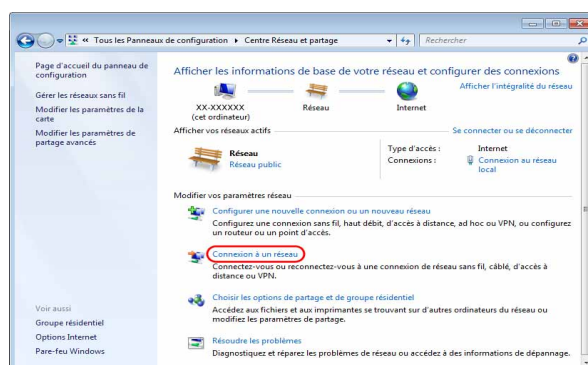 « Tous les Panneaux de configuration ▸ Centre Réseau et partage
Rechercher
Page d'accueil du panneau de
configuration
Gérer les réseaux sans fil
Modifier les paramètres de la
carte
Modifier les paramètres de
partage avancés
Voir aussi
Groupe résidentiel
Options Internet
Pare-feu Windows
Afficher les informations de base de votre réseau et configurer des connexions
Afficher l'intégralité du réseau
XX-XXXXXX
(cet ordinateur)
Réseau
Internet
Afficher vos réseaux actifs
Se connecter ou se déconnecter
Réseau
Réseau public
Type d'accès :
Internet
Connexions :
Connexion au réseau
local
Modifier vos paramètres réseau
Configurer une nouvelle connexion ou un nouveau réseau
Configurez une connexion sans fil, haut débit, d'accès à distance, ad hoc ou VPN, ou configurez
un routeur ou un point d'accès.
Connexion à un réseau
Connectez-vous ou reconnectez-vous à une connexion de réseau sans fil, câblé, d'accès à
distance ou VPN.
Choisir les options de partage et de groupe résidentiel
Accédez aux fichiers et aux imprimantes se trouvant sur d'autres ordinateurs du réseau ou
modifiez les paramètres de partage.
Résoudre les problèmes
Diagnostiquez et réparez les problèmes de réseau ou accédez à des informations de dépannage.